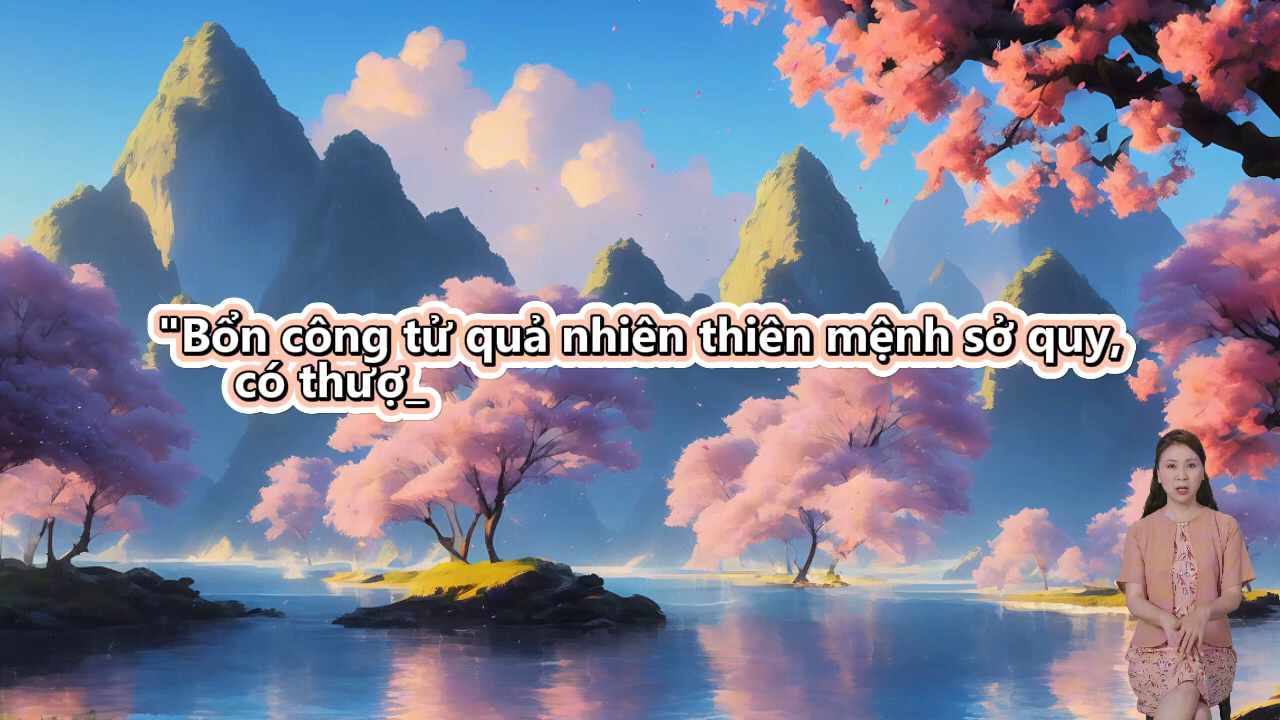 "Bổn công tử quả nhiên thiên mệnh sở quy,
có thượ_